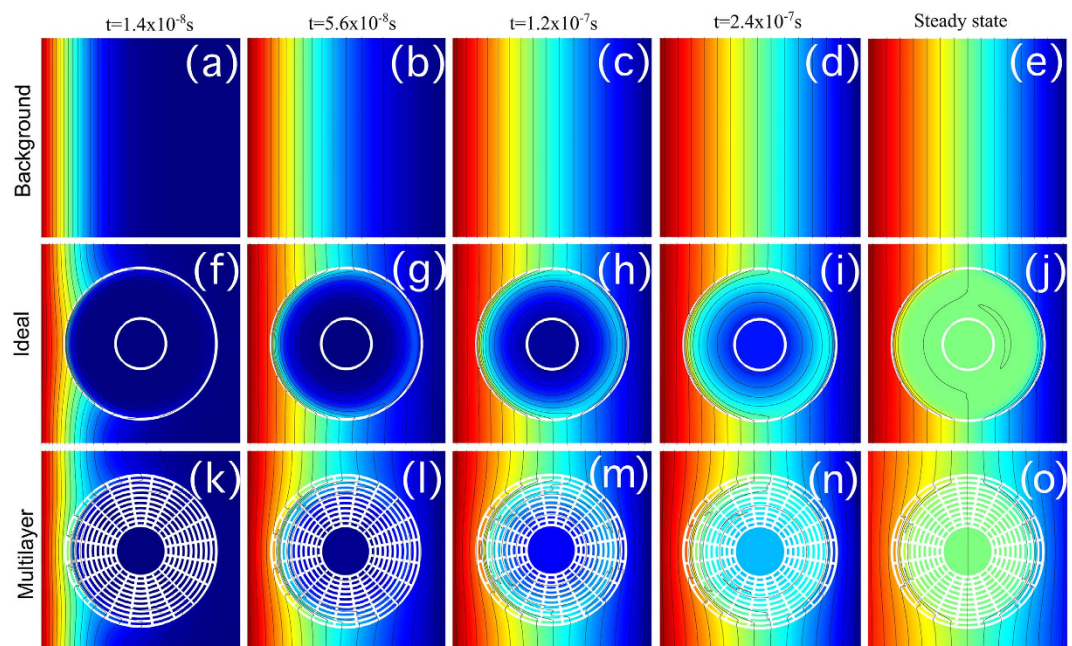 t=1.4x10⁻⁸s t=5.6x10⁻⁸s t=1.2x10⁻⁷s t=2.4x10⁻⁷s Steady state
Background (a) (b) (c) (d) (e)
Ideal (f) (g) (h) (i) (j)
Multilayer (k) (l) (m) (n) (o)